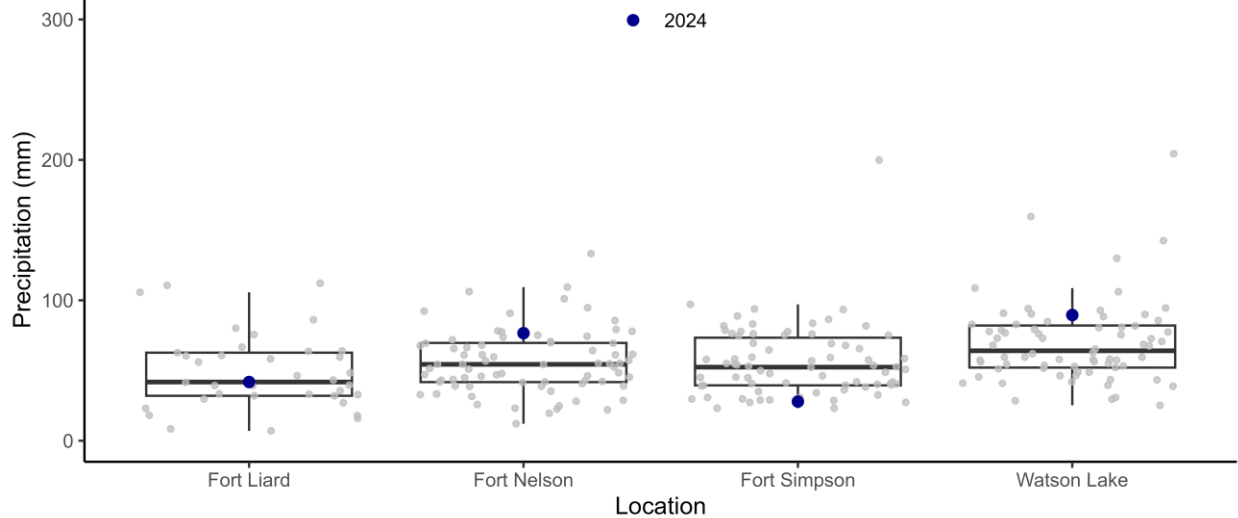 300
2024
200
100
0
Precipitation (mm)
Fort Liard
Fort Nelson
Fort Simpson
Watson Lake
Location